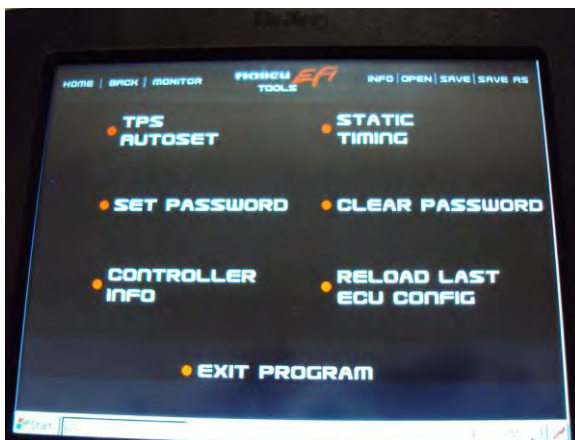 HOME | BACK | MONITOR
HOLLEY EFI
TOOLS
INFO | OPEN | SAVE | SAVE AS
TPS
AUTOSET
STATIC
TIMING
SET PASSWORD
CLEAR PASSWORD
CONTROLLER
INFO
RELOAD LAST
ECU CONFIG
EXIT PROGRAM
Start